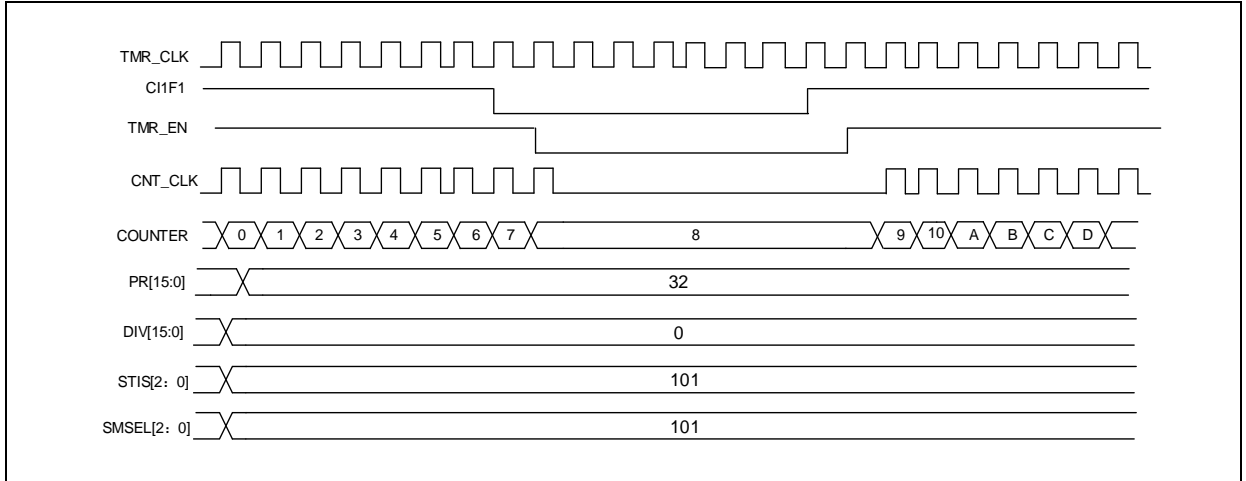 TMR_CLK
CI1F1
TMR_EN
CNT_CLK
COUNTER 0 1 2 3 4 5 6 7 8 9 10 A B C D
PR[15:0] 32
DIV[15:0] 0
STIS[2：0] 101
SMSEL[2：0] 101